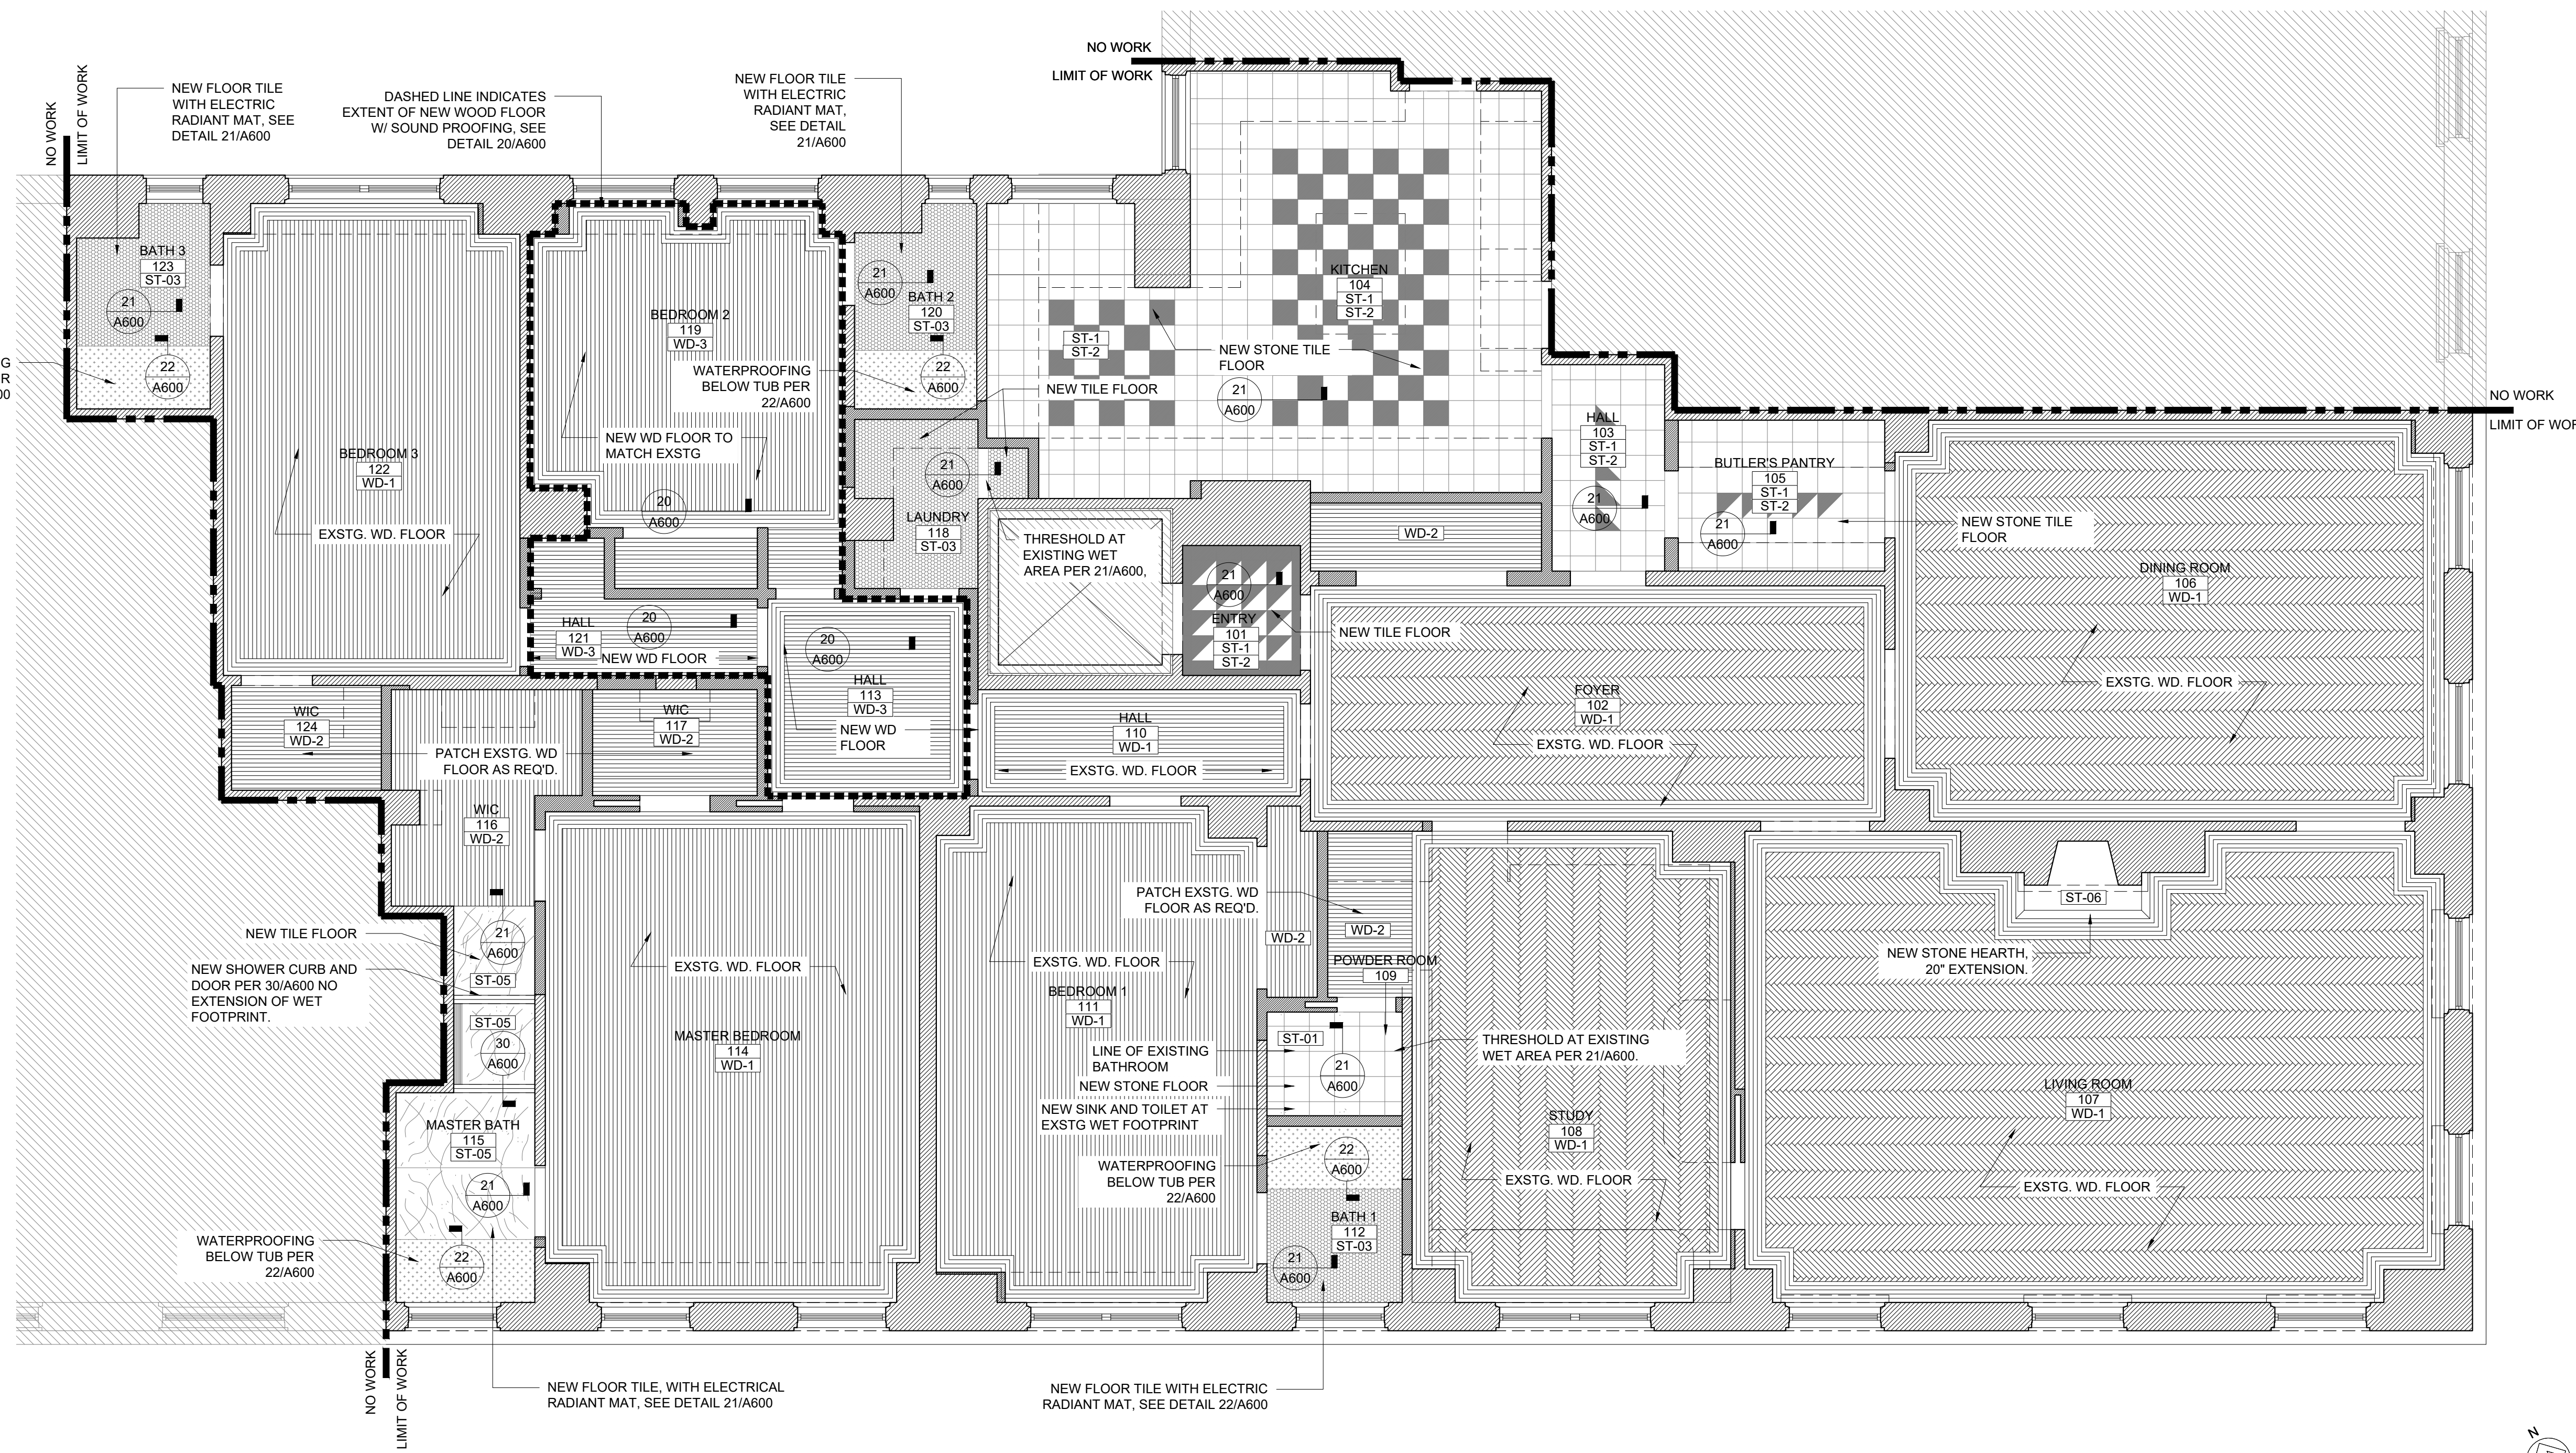 NO WORK
LIMIT OF WORK
NEW FLOOR TILE
WITH ELECTRIC
RADIANT MAT, SEE
DETAIL 21/A600
DASHED LINE INDICATES
EXTENT OF NEW WOOD FLOOR
W/ SOUND PROOFING, SEE
DETAIL 20/A600
NEW FLOOR TILE
WITH ELECTRIC
RADIANT MAT,
SEE DETAIL
21/A600
NO WORK
LIMIT OF WORK
BATH 3
123
ST-03
21
A600
22
A600
G
R
00
BEDROOM 3
122
WD-1
EXSTG. WD. FLOOR
BEDROOM 2
119
WD-3
WATERPROOFING
BELOW TUB PER
22/A600
NEW WD FLOOR TO
MATCH EXSTG
20
A600
21
A600
BATH 2
120
ST-03
22
A600
KITCHEN
104
ST-1
ST-2
ST-1
ST-2
NEW STONE TILE
FLOOR
21
A600
NEW TILE FLOOR
21
A600
LAUNDRY
118
ST-03
THRESHOLD AT
EXISTING WET
AREA PER 21/A600,
HALL
103
ST-1
ST-2
21
A600
BUTLER'S PANTRY
105
ST-1
ST-2
21
A600
NEW STONE TILE
FLOOR
NO WORK
LIMIT OF WOR
DINING ROOM
106
WD-1
EXSTG. WD. FLOOR
WD-2
21
A600
ENTRY
101
ST-1
ST-2
NEW TILE FLOOR
HALL
121
WD-3
20
A600
NEW WD FLOOR
20
A600
HALL
113
WD-3
NEW WD
FLOOR
HALL
110
WD-1
EXSTG. WD. FLOOR
FOYER
102
WD-1
EXSTG. WD. FLOOR
WIC
124
WD-2
WIC
117
WD-2
PATCH EXSTG. WD
FLOOR AS REQ'D.
WIC
116
WD-2
NEW TILE FLOOR
21
A600
ST-05
NEW SHOWER CURB AND
DOOR PER 30/A600 NO
EXTENSION OF WET
FOOTPRINT.
ST-05
30
A600
MASTER BATH
115
ST-05
21
A600
WATERPROOFING
BELOW TUB PER
22/A600
22
A600
EXSTG. WD. FLOOR
MASTER BEDROOM
114
WD-1
EXSTG. WD. FLOOR
BEDROOM 1
111
WD-1
PATCH EXSTG. WD
FLOOR AS REQ'D.
WD-2
WD-2
POWDER ROOM
109
ST-01
LINE OF EXISTING
BATHROOM
21
A600
NEW STONE FLOOR
NEW SINK AND TOILET AT
EXSTG WET FOOTPRINT
THRESHOLD AT EXISTING
WET AREA PER 21/A600.
WATERPROOFING
BELOW TUB PER
22/A600
22
A600
BATH 1
112
ST-03
21
A600
STUDY
108
WD-1
EXSTG. WD. FLOOR
ST-06
NEW STONE HEARTH,
20" EXTENSION.
LIVING ROOM
107
WD-1
EXSTG. WD. FLOOR
NO WORK
LIMIT OF WORK
NEW FLOOR TILE, WITH ELECTRICAL
RADIANT MAT, SEE DETAIL 21/A600
NEW FLOOR TILE WITH ELECTRIC
RADIANT MAT, SEE DETAIL 22/A600
N